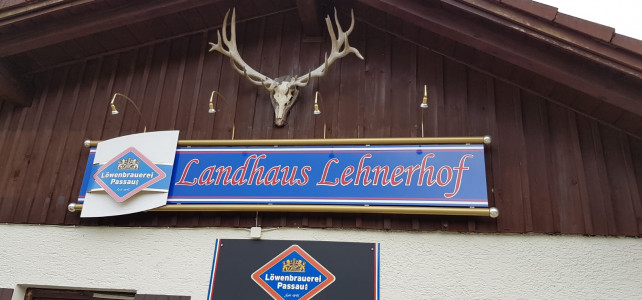 Löwenbrauerei
Passau
Landhaus Lehnerhof
Löwenbrauerei
Passau